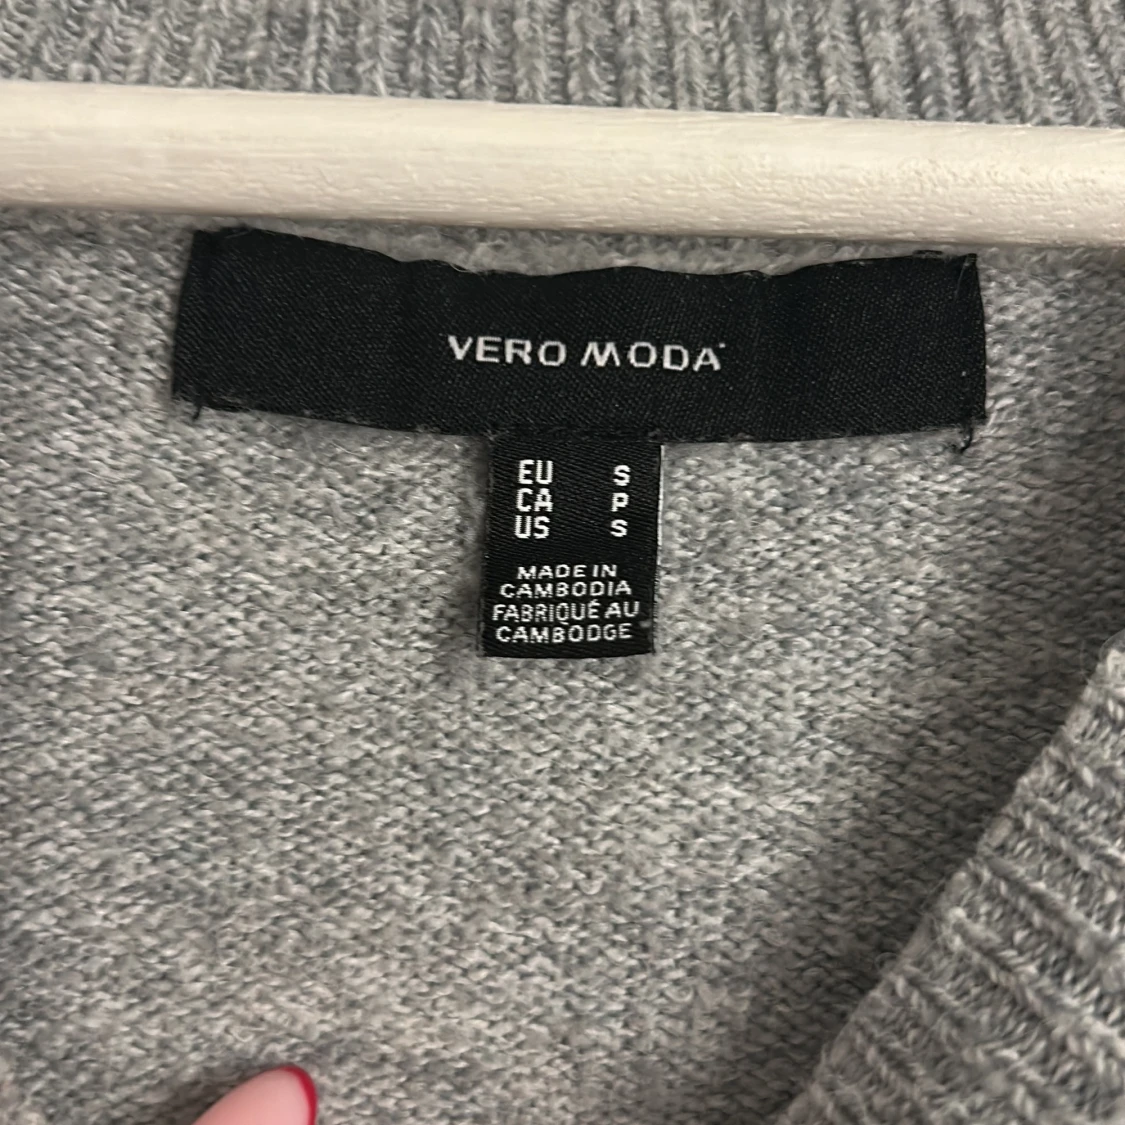 VERO MODA
EU S
CA P
US S
MADE IN
CAMBODIA
FABRIQUÉ AU
CAMBODGE